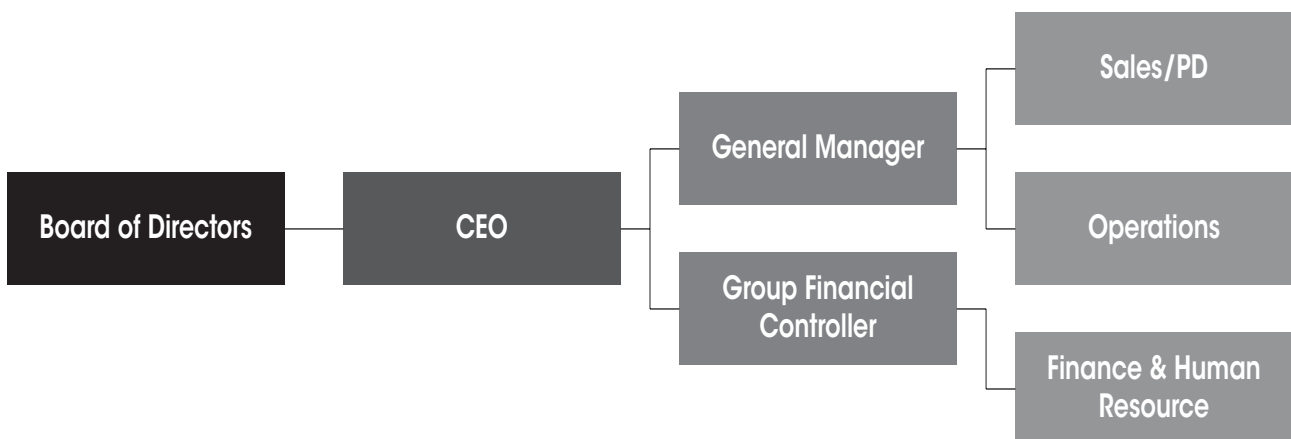 Board of Directors
CEO
General Manager
Group Financial
Controller
Sales/PD
Operations
Finance & Human
Resource